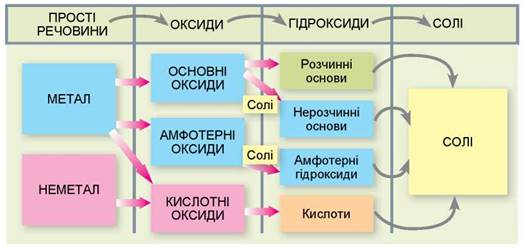 ПРОСТІ
РЕЧОВИНИ
ОКСИДИ
ГІДРОКСИДИ
СОЛІ
МЕТАЛ
НЕМЕТАЛ
ОСНОВНІ
ОКСИДИ
Солі
АМФОТЕРНІ
ОКСИДИ
Солі
КИСЛОТНІ
ОКСИДИ
Розчинні
основи
Нерозчинні
основи
Амфотерні
гідроксиди
Кислоти
СОЛІ